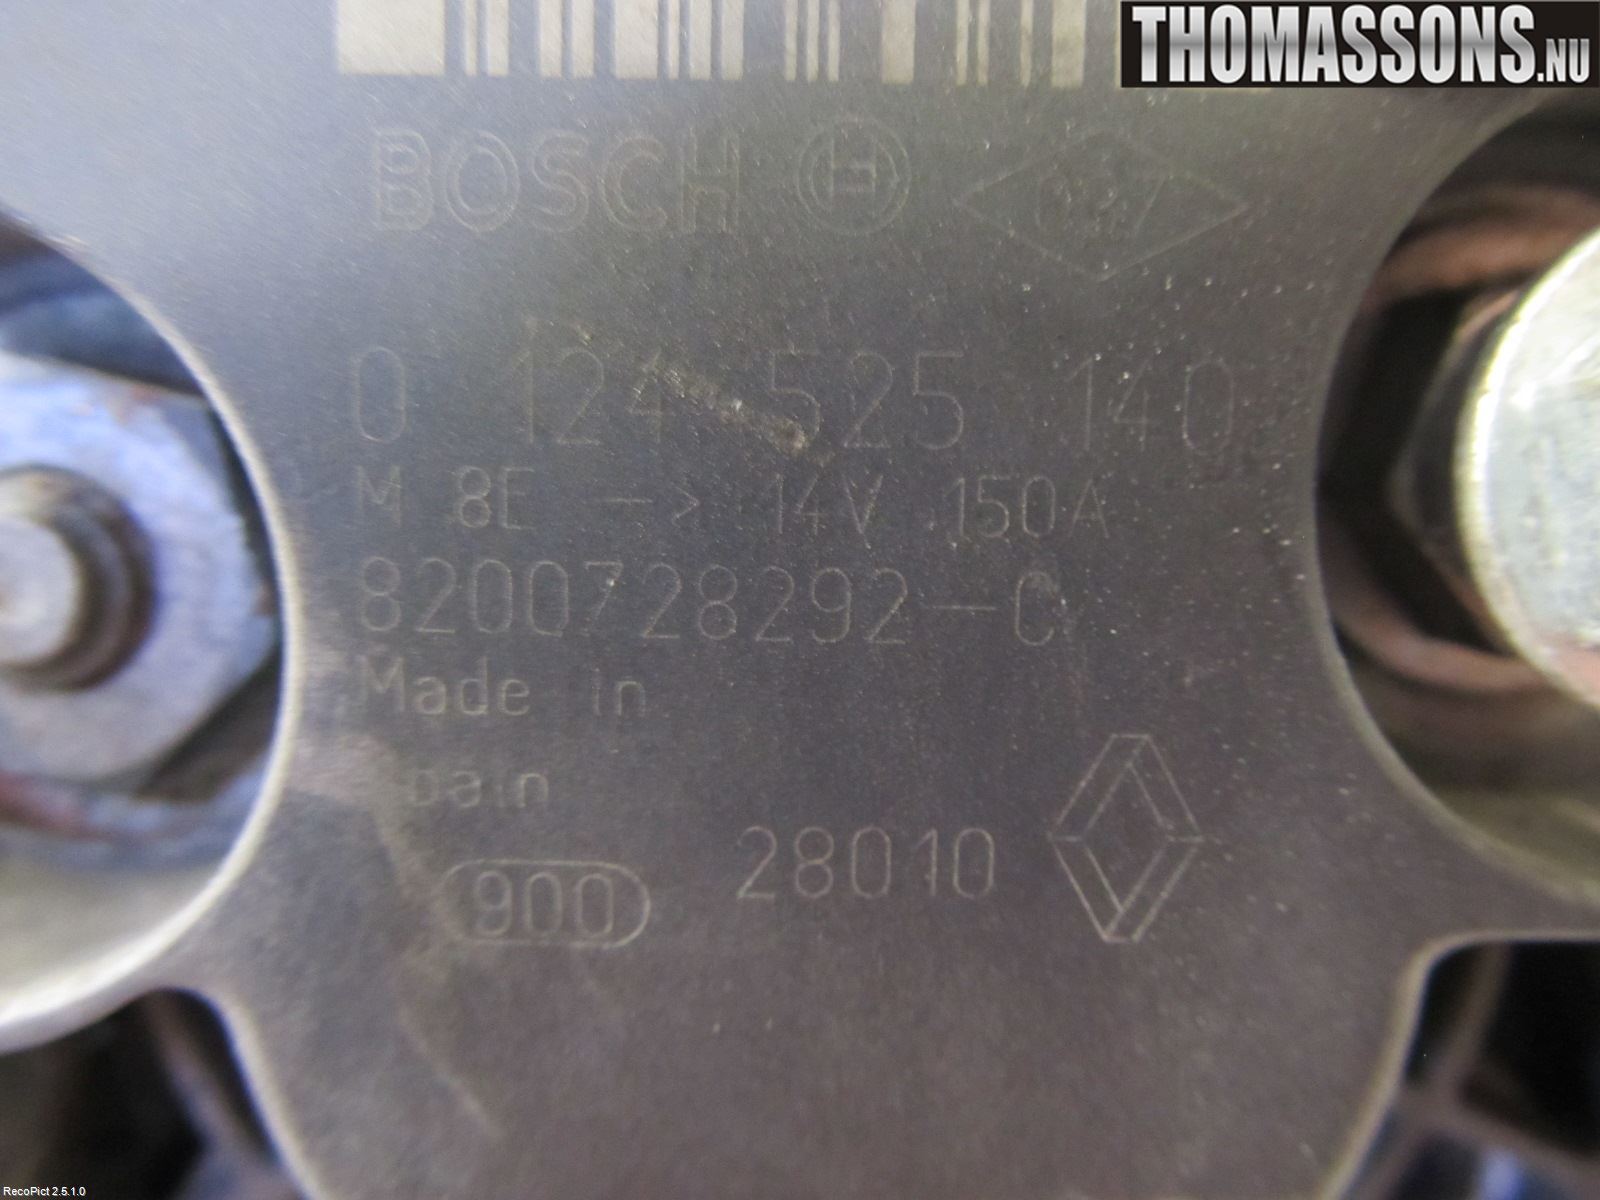 THOMASSONS.NU
BOSCH
0 124 525 140
M 8E -> 14V 150A
8200728292-C
Made in
pain
900 28010
RecoPict 2.5.1.0